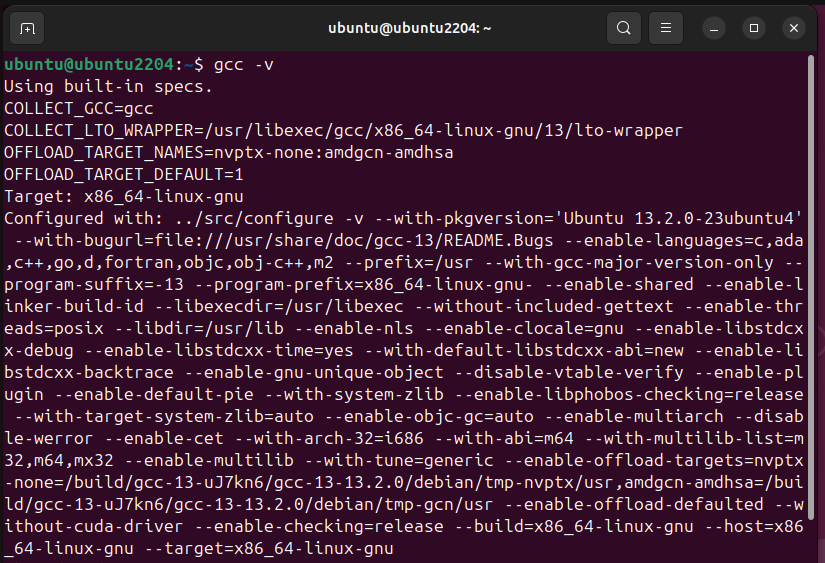 ubuntu@ubuntu2204: ~
ubuntu@ubuntu2204:~$ gcc -v
Using built-in specs.
COLLECT_GCC=gcc
COLLECT_LTO_WRAPPER=/usr/libexec/gcc/x86_64-linux-gnu/13/lto-wrapper
OFFLOAD_TARGET_NAMES=nvptx-none:amdgcn-amdhsa
OFFLOAD_TARGET_DEFAULT=1
Target: x86_64-linux-gnu
Configured with: ../src/configure -v --with-pkgversion='Ubuntu 13.2.0-23ubuntu4'
 --with-bugurl=file:///usr/share/doc/gcc-13/README.Bugs --enable-languages=c,ada
,c++,go,d,fortran,objc,obj-c++,m2 --prefix=/usr --with-gcc-major-version-only --
program-suffix=-13 --program-prefix=x86_64-linux-gnu- --enable-shared --enable-l
inker-build-id --libexecdir=/usr/libexec --without-included-gettext --enable-thr
eads=posix --libdir=/usr/lib --enable-nls --enable-clocale=gnu --enable-libstdcx
x-debug --enable-libstdcxx-time=yes --with-default-libstdcxx-abi=new --enable-li
bstdcxx-backtrace --enable-gnu-unique-object --disable-vtable-verify --enable-pl
ugin --enable-default-pie --with-system-zlib --enable-libphobos-checking=release
 --with-target-system-zlib=auto --enable-objc-gc=auto --enable-multiarch --disab
le-werror --enable-cet --with-arch-32=i686 --with-abi=m64 --with-multilib-list=m
32,m64,mx32 --enable-multilib --with-tune=generic --enable-offload-targets=nvptx
-none=/build/gcc-13-uJ7kn6/gcc-13-13.2.0/debian/tmp-nvptx/usr,amdgcn-amdhsa=/bui
ld/gcc-13-uJ7kn6/gcc-13-13.2.0/debian/tmp-gcn/usr --enable-offload-defaulted --w
ithout-cuda-driver --enable-checking=release --build=x86_64-linux-gnu --host=x86
_64-linux-gnu --target=x86_64-linux-gnu